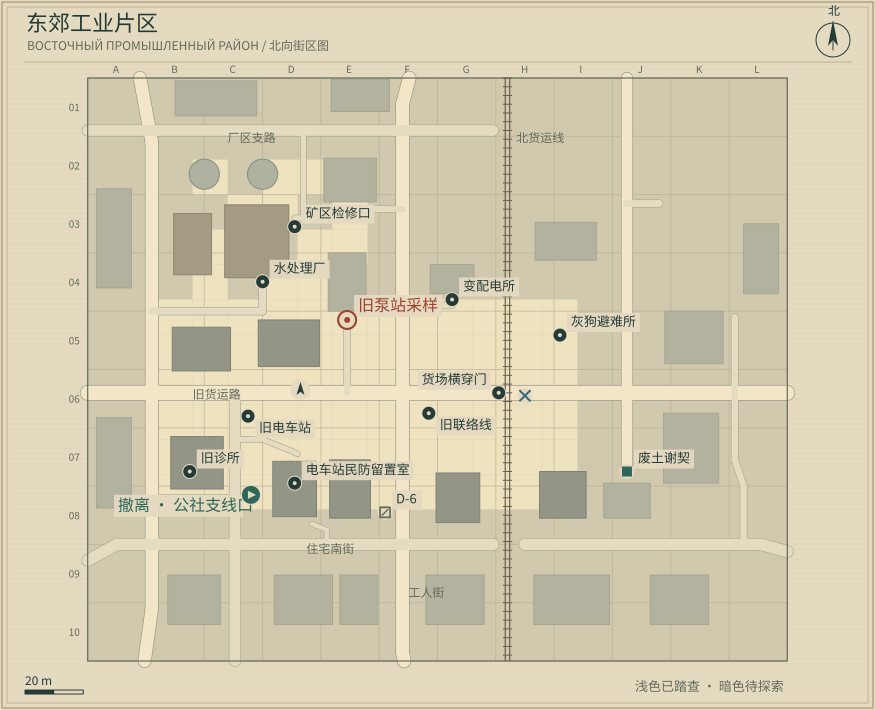 东郊工业片区
北
ВОСТОЧНЫЙ ПРОМЫШЛЕННЫЙ РАЙОН / 北向街区图
A B C D E F G H I J K L
01
厂区支路
北货运线
02
03
矿区检修口
水处理厂
04
变配电所
旧泵站采样
灰狗避难所
05
货场横穿门
06
旧货运路
旧电车站
旧联络线
07
旧诊所
废土谢契
电车站民防留置室
D-6
撤离 · 公社支线口
08
住宅南街
09
工人街
10
20 m
浅色已踏查 · 暗色待探索